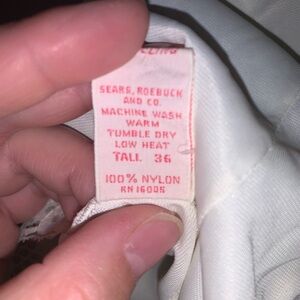 SEARS, ROEBUCK
AND CO.
MACHINE WASH
WARM
TUMBLE DRY
LOW HEAT
TALL 36
100% NYLON
RN 16005